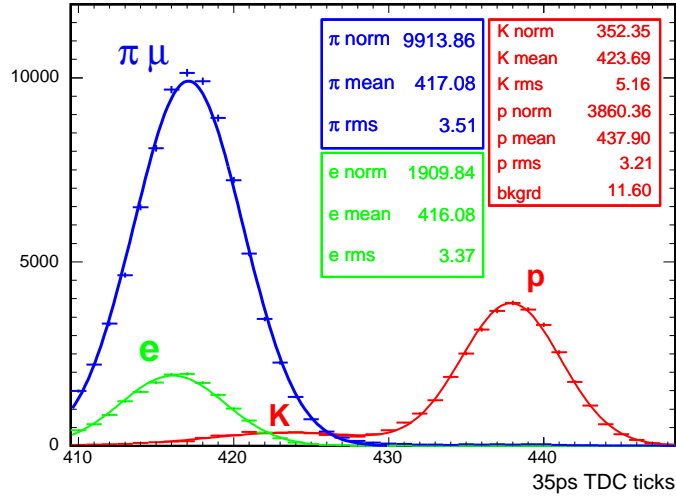 π μ
π norm 9913.86
π mean 417.08
π rms 3.51
e norm 1909.84
e mean 416.08
e rms 3.37
K norm 352.35
K mean 423.69
K rms 5.16
p norm 3860.36
p mean 437.90
p rms 3.21
bkgrd 11.60
10000
5000
0
e
K
p
410 420 430 440
35ps TDC ticks